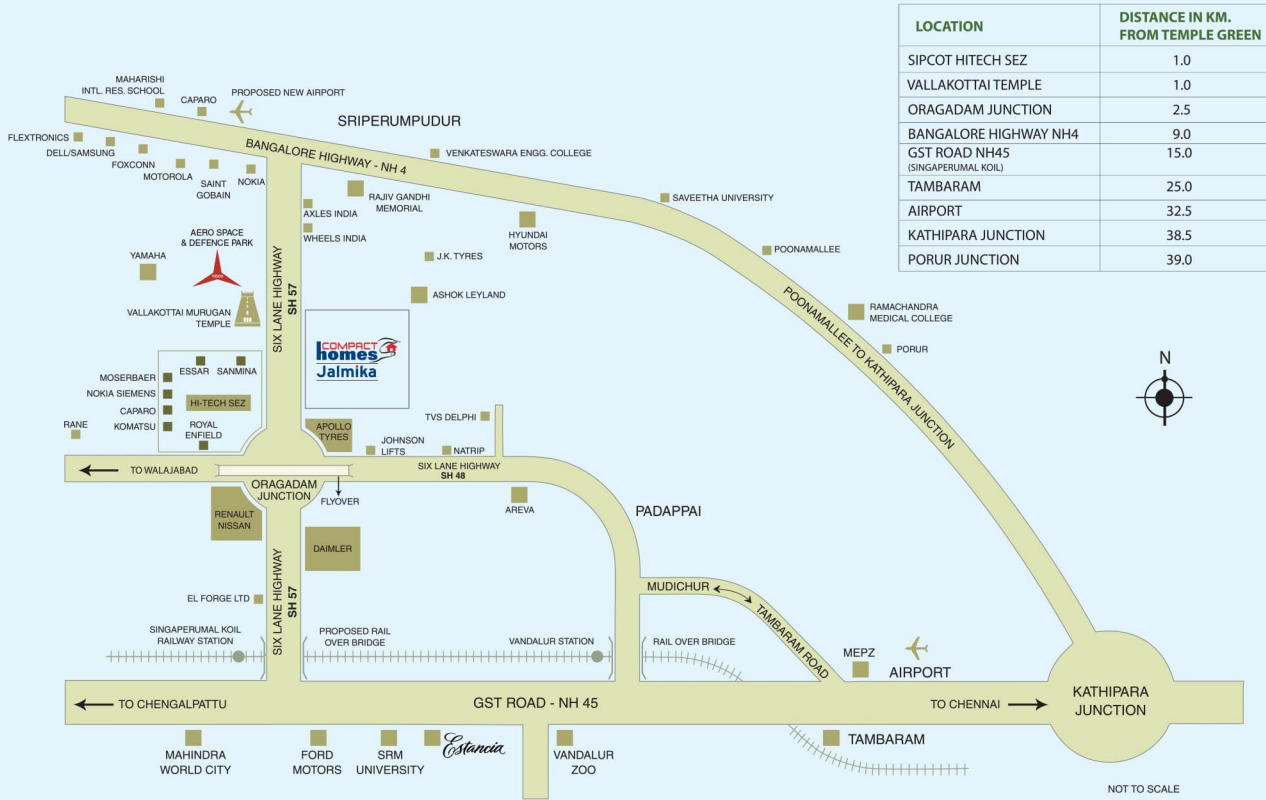 LOCATION
DISTANCE IN KM.
FROM TEMPLE GREEN
SIPCOT HITECH SEZ 1.0
VALLAKOTTAI TEMPLE 1.0
ORAGADAM JUNCTION 2.5
BANGALORE HIGHWAY NH4 9.0
GST ROAD NH45 15.0
(SINGAPERUMAL KOIL)
TAMBARAM 25.0
AIRPORT 32.5
KATHIPARA JUNCTION 38.5
PORUR JUNCTION 39.0
MAHARISHI
INTL. RES. SCHOOL
CAPARO
PROPOSED NEW AIRPORT
SRIPERUMPUDUR
FLEXTRONICS
DELL/SAMSUNG
FOXCONN
MOTOROLA
SAINT
GOBAIN
NOKIA
BANGALORE HIGHWAY - NH 4
VENKATESWARA ENGG. COLLEGE
RAJIV GANDHI
MEMORIAL
SAVEETHA UNIVERSITY
AXLES INDIA
WHEELS INDIA
HYUNDAI
MOTORS
AERO SPACE
& DEFENCE PARK
YAMAHA
J.K. TYRES
POONAMALLEE
ASHOK LEYLAND
VALLAKOTTAI MURUGAN
TEMPLE
SIX LANE HIGHWAY
SH 57
RAMACHANDRA
MEDICAL COLLEGE
PORUR
POONAMALLEE TO KATHIPARA JUNCTION
N
COMPACT
homes
Jalmika
ESSAR
SANMINA
MOSERBAER
NOKIA SIEMENS
CAPARO
KOMATSU
HI-TECH SEZ
ROYAL
ENFIELD
RANE
APOLLO
TYRES
TVS DELPHI
JOHNSON
LIFTS
NATRIP
TO WALAJABAD
SIX LANE HIGHWAY
SH 48
ORAGADAM
JUNCTION
FLYOVER
AREVA
PADAPPAI
RENAULT
NISSAN
DAIMLER
MUDICHUR
TAMBARAM ROAD
EL FORGE LTD
SIX LANE HIGHWAY
SH 57
SINGAPERUMAL KOIL
RAILWAY STATION
PROPOSED RAIL
OVER BRIDGE
VANDALUR STATION
RAIL OVER BRIDGE
MEPZ
AIRPORT
TO CHENGALPATTU
GST ROAD - NH 45
TO CHENNAI
KATHIPARA
JUNCTION
MAHINDRA
WORLD CITY
FORD
MOTORS
SRM
UNIVERSITY
Estancia
VANDALUR
ZOO
TAMBARAM
NOT TO SCALE